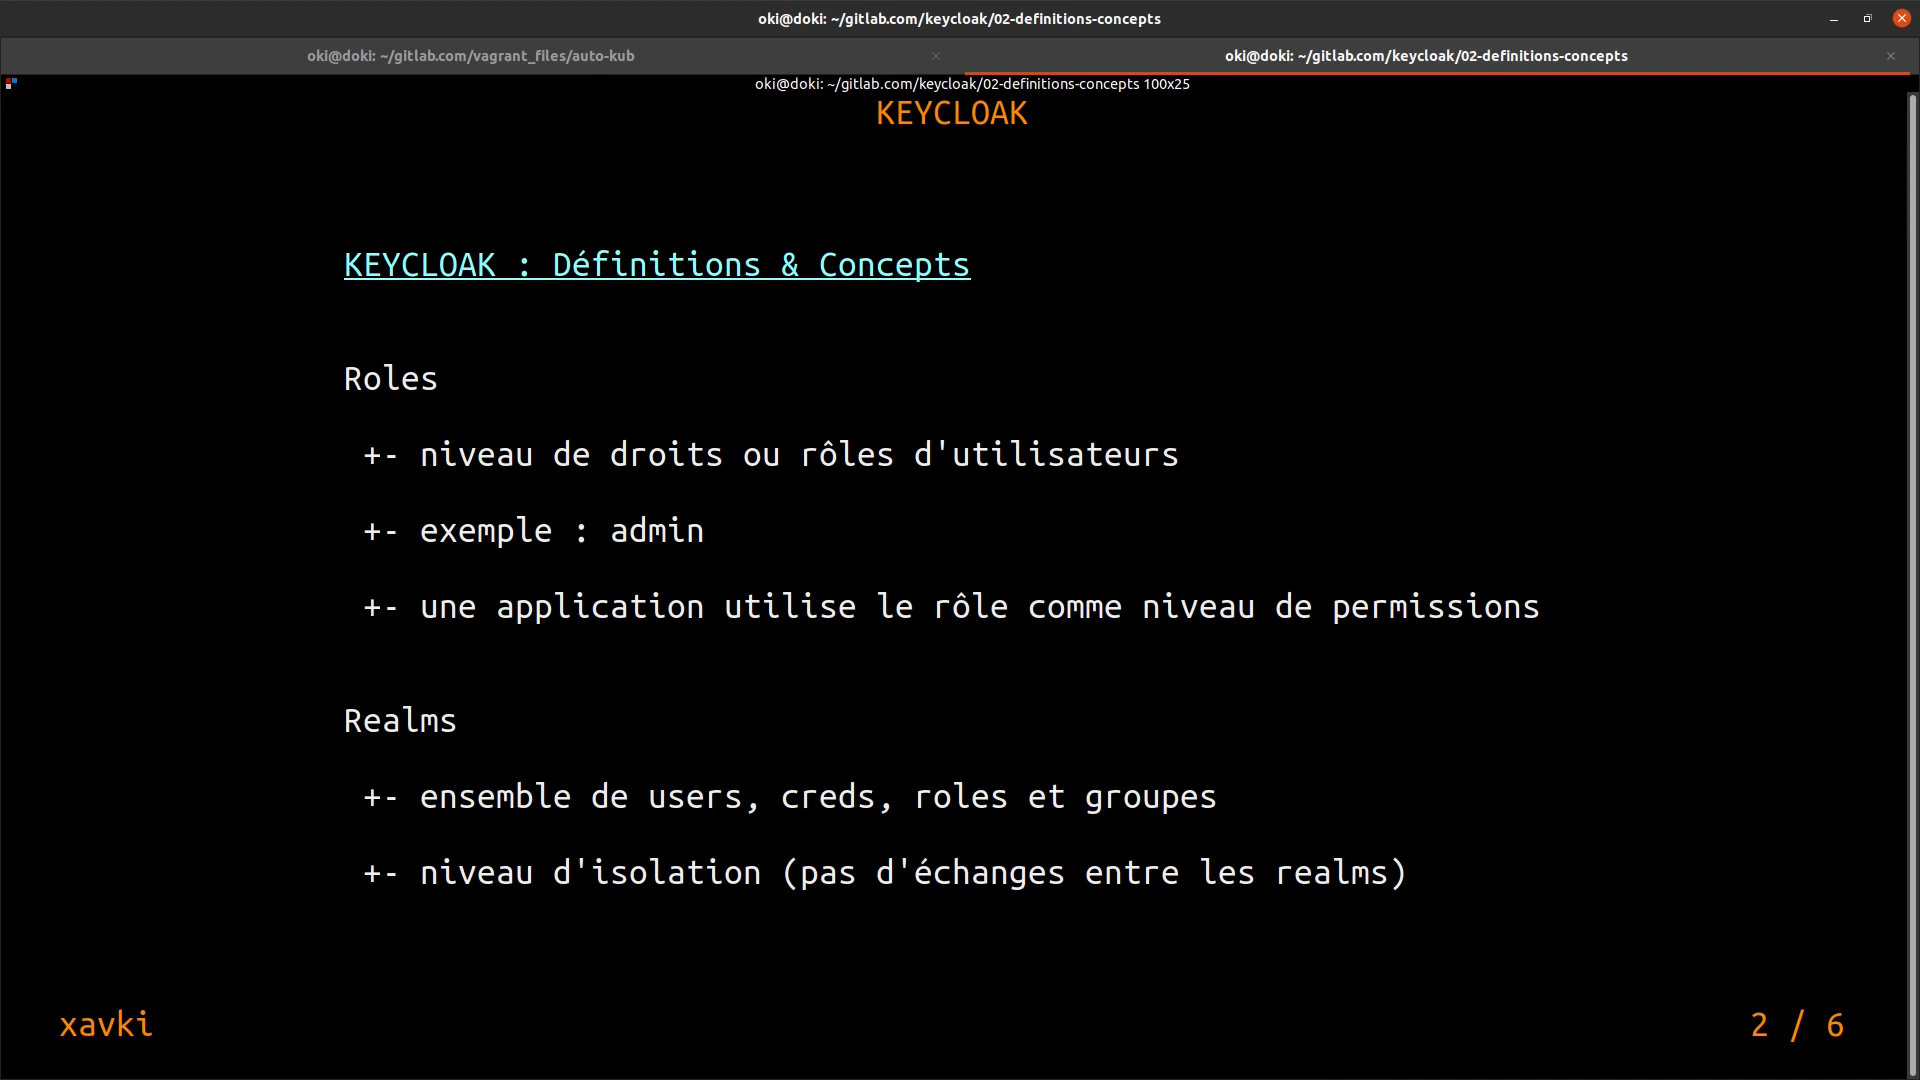 oki@doki: ~/gitlab.com/keycloak/02-definitions-concepts
oki@doki: ~/gitlab.com/vagrant_files/auto-kub
oki@doki: ~/gitlab.com/keycloak/02-definitions-concepts
oki@doki: ~/gitlab.com/keycloak/02-definitions-concepts 100x25
KEYCLOAK
KEYCLOAK : Définitions & Concepts
Roles
+- niveau de droits ou rôles d'utilisateurs
+- exemple : admin
+- une application utilise le rôle comme niveau de permissions
Realms
+- ensemble de users, creds, roles et groupes
+- niveau d'isolation (pas d'échanges entre les realms)
xavki
2 / 6